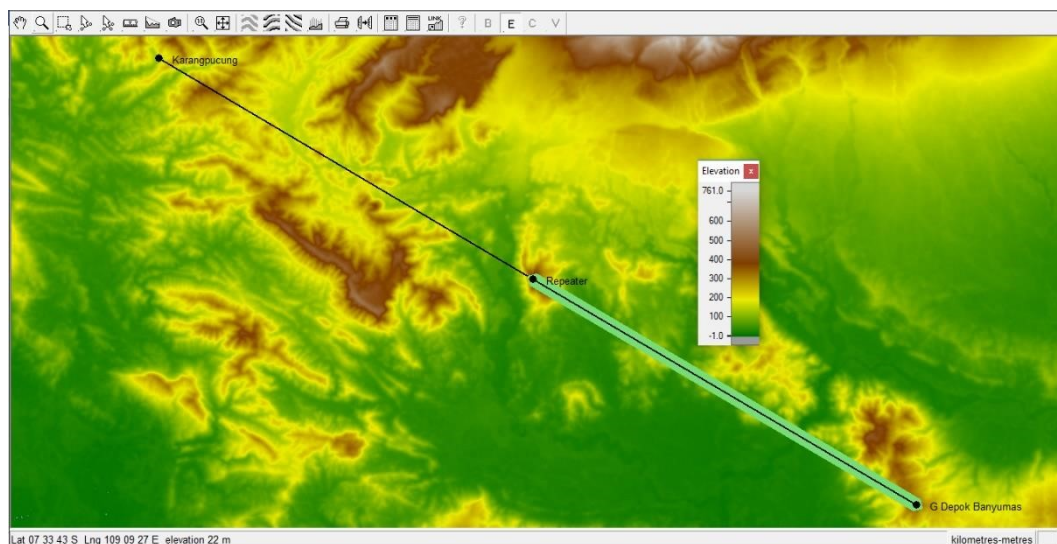 LINK
?
B
E
C
V
Karangpucung
Elevation x
761.0
600
500
400
300
200
100
-1.0
Repeater
G Depok Banyumas
Lat 07 33 43 S Lng 109 09 27 E elevation 22 m
kilometres-metres